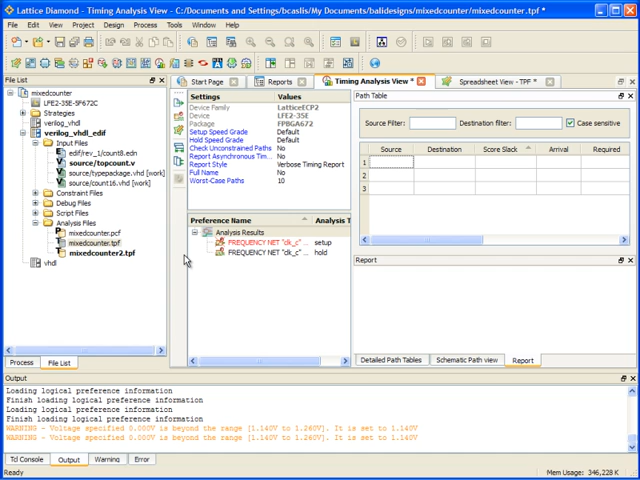 Lattice Diamond - Timing Analysis View - C:/Documents and Settings/bcaslis/My Documents/balidesigns/mixedcounter/mixedcounter.tpf *
File Edit View Project Design Process Tools Window Help
File List
mixedcounter
LFE2-35E-5F672C
Strategies
verilog_vhdl
verilog_vhdl_edif
Input Files
edif/rev_1/count8.edn
source/topcount.v
source/typepackage.vhd [work]
source/count16.vhd [work]
Constraint Files
Debug Files
Script Files
Analysis Files
mixedcounter.pcf
mixedcounter.tpf
mixedcounter2.tpf
vhdl
Process File List
Start Page Reports Timing Analysis View * Spreadsheet View - TPF *
Settings Values
Device Family LatticeECP2
Device LFE2-35E
Package FPBGA672
Setup Speed Grade Default
Hold Speed Grade Default
Check Unconstrained Paths No
Report Asynchronous Tim... No
Report Style Verbose Timing Report
Full Name No
Worst-Case Paths 10
Preference Name Analysis T
Analysis Results
FREQUENCY NET "clk_c" ... setup
FREQUENCY NET "clk_c" ... hold
Path Table
Source Filter: Destination filter: Case sensitive
Source Destination Score Slack Arrival Required
1
2
3
Report
Detailed Path Tables Schematic Path view Report
Output
Loading logical preference information
Finish loading logical preference information
Loading logical preference information
Finish loading logical preference information
WARNING - Voltage specified 0.000V is beyond the range [1.140V to 1.260V]. It is set to 1.140V
WARNING - Voltage specified 0.000V is beyond the range [1.140V to 1.260V]. It is set to 1.140V
Tcl Console Output Warning Error
Ready Mem Usage: 346,228 K